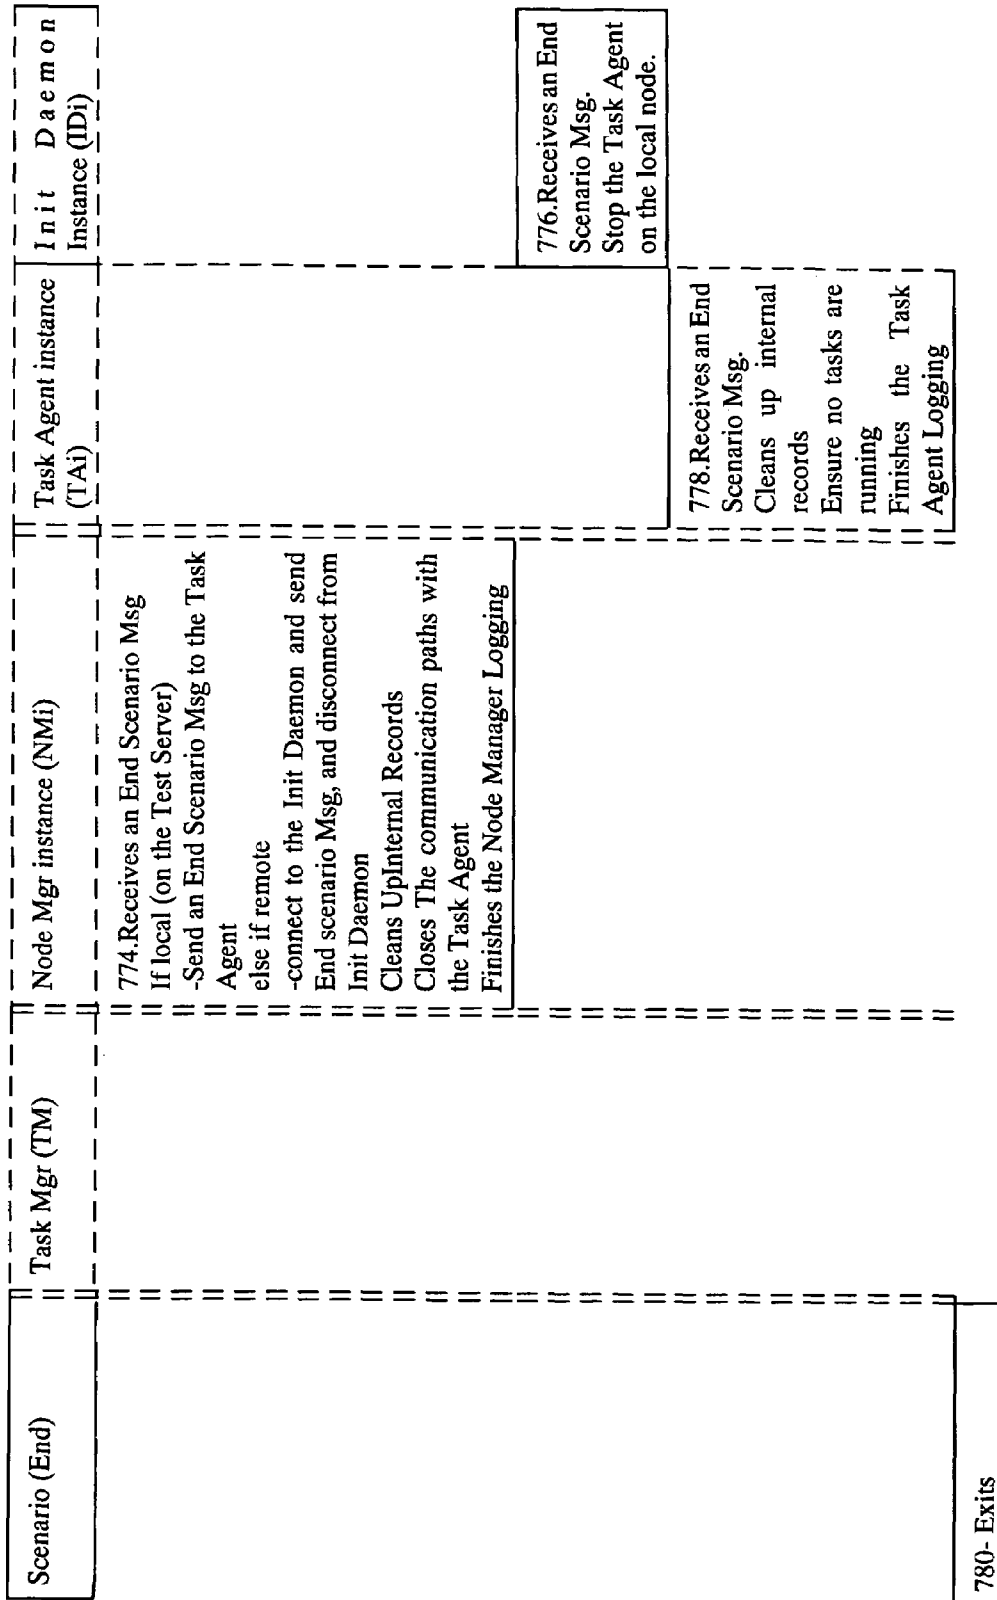 Scenario (End)
Task Mgr (TM)
Node Mgr instance (NMi)
Task Agent instance
(TAi)
Init Daemon
Instance (IDi)
774.Receives an End Scenario Msg
If local (on the Test Server)
-Send an End Scenario Msg to the Task
Agent
else if remote
-connect to the Init Daemon and send
End scenario Msg, and disconnect from
Init Daemon
Cleans UpInternal Records
Closes The communication paths with
the Task Agent
Finishes the Node Manager Logging
776.Receives an End
Scenario Msg.
Stop the Task Agent
on the local node.
778.Receives an End
Scenario Msg.
Cleans up internal
records
Ensure no tasks are
running
Finishes the Task
Agent Logging
780- Exits